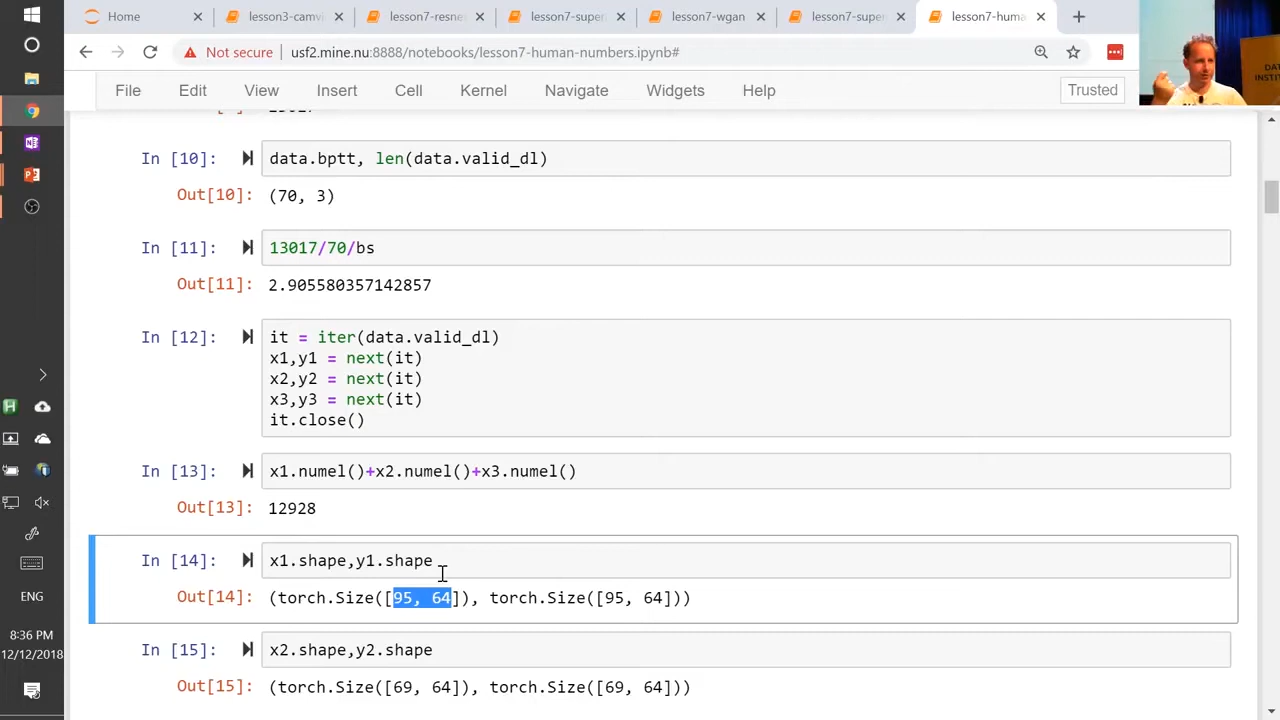 Home
lesson3-camvi
lesson7-resne
lesson7-super
lesson7-wgan
lesson7-super
lesson7-huma
Not secure | usf2.mine.nu:8888/notebooks/lesson7-human-numbers.ipynb#
File Edit View Insert Cell Kernel Navigate Widgets Help
Trusted
In [10]: data.bptt, len(data.valid_dl)
Out[10]: (70, 3)
In [11]: 13017/70/bs
Out[11]: 2.905580357142857
In [12]: it = iter(data.valid_dl)
x1,y1 = next(it)
x2,y2 = next(it)
x3,y3 = next(it)
it.close()
In [13]: x1.numel()+x2.numel()+x3.numel()
Out[13]: 12928
In [14]: x1.shape,y1.shape
Out[14]: (torch.Size([95, 64]), torch.Size([95, 64]))
In [15]: x2.shape,y2.shape
Out[15]: (torch.Size([69, 64]), torch.Size([69, 64]))
ENG
8:36 PM
12/12/2018